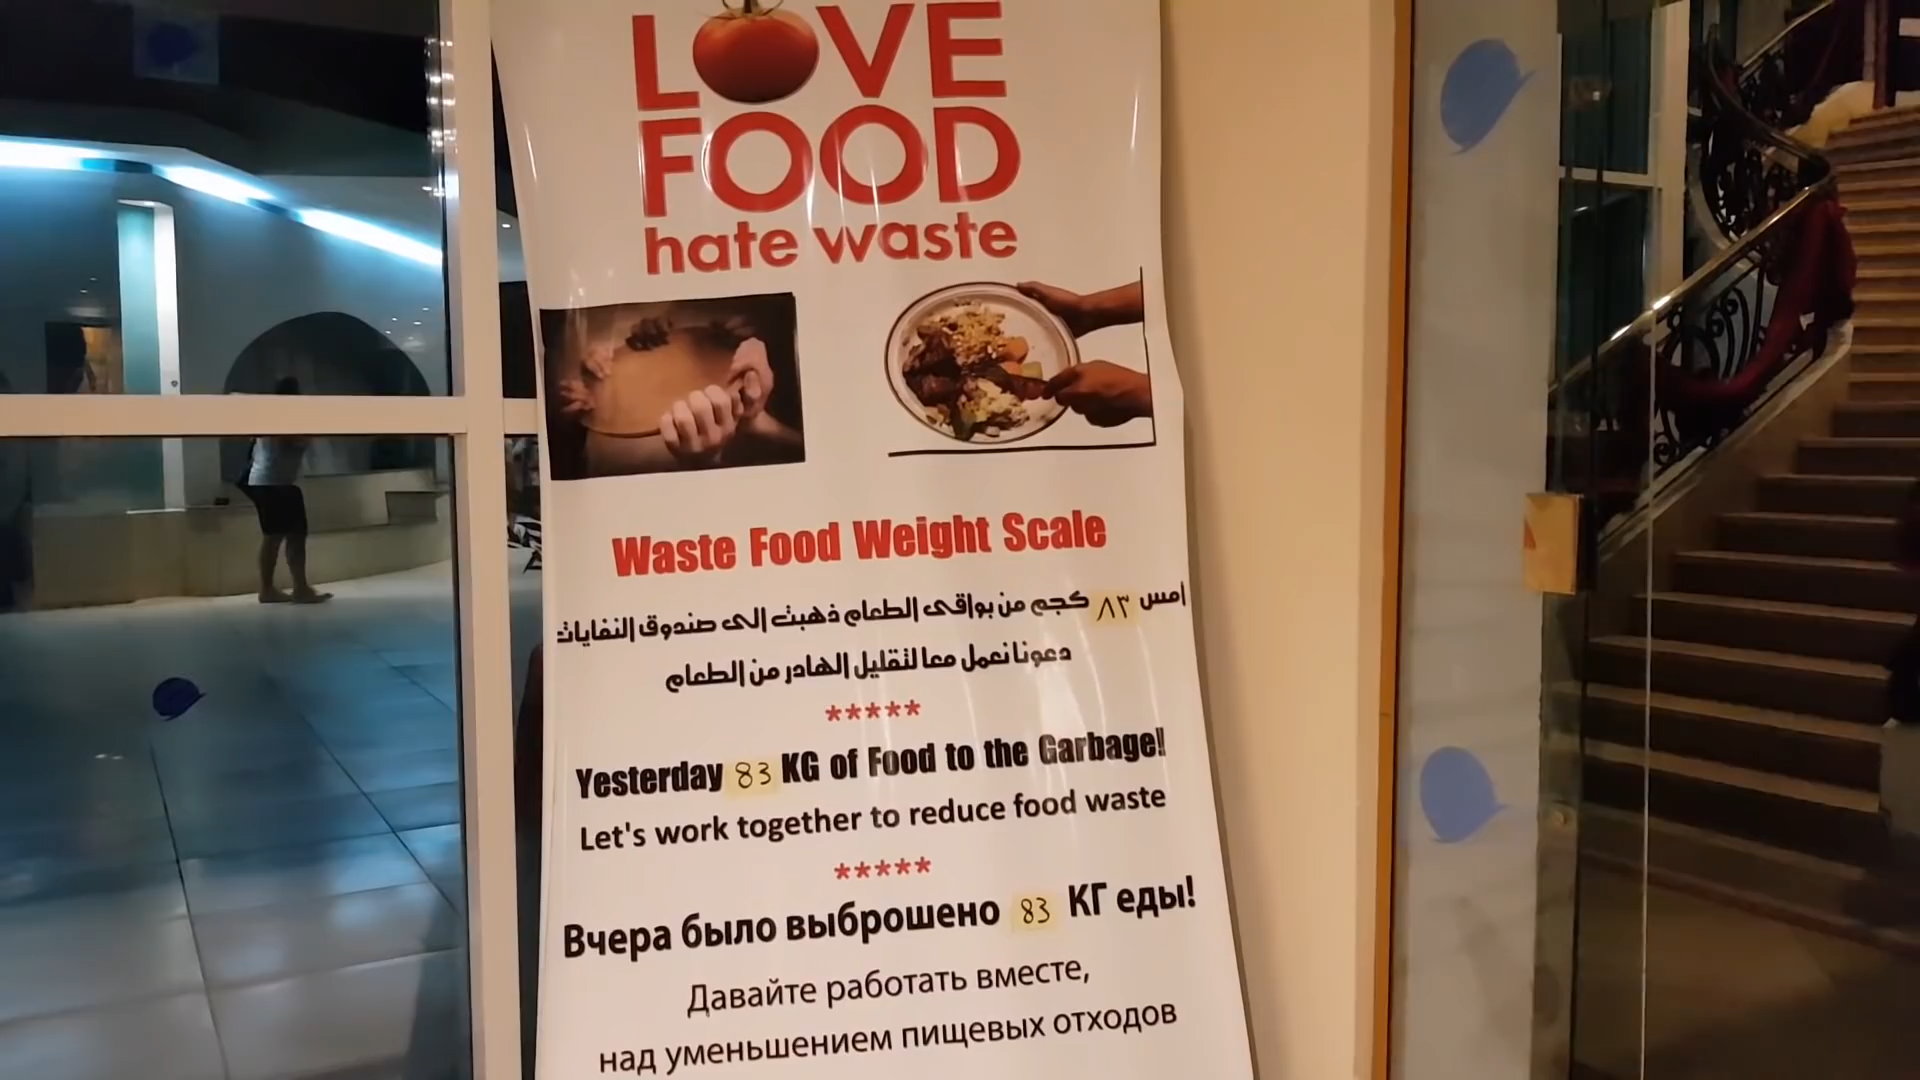 LOVE
FOOD
hate waste
Waste Food Weight Scale
أمس ٨٣ كجم من بواقى الطعام ذهبت إلى صندوق النفايات
دعونا نعمل معا لتقليل الهادر من الطعام
*****
Yesterday 83 KG of Food to the Garbage!
Let's work together to reduce food waste
*****
Вчера было выброшено 83 КГ еды!
Давайте работать вместе,
над уменьшением пищевых отходов